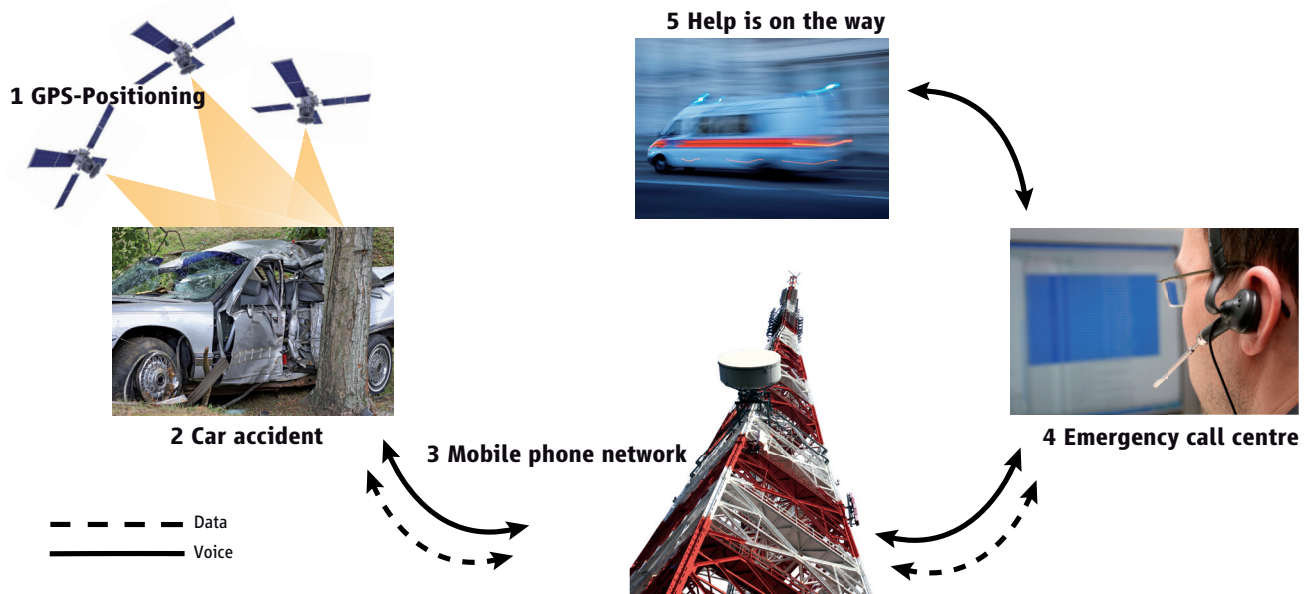 1 GPS-Positioning
2 Car accident
3 Mobile phone network
4 Emergency call centre
5 Help is on the way
Data
Voice